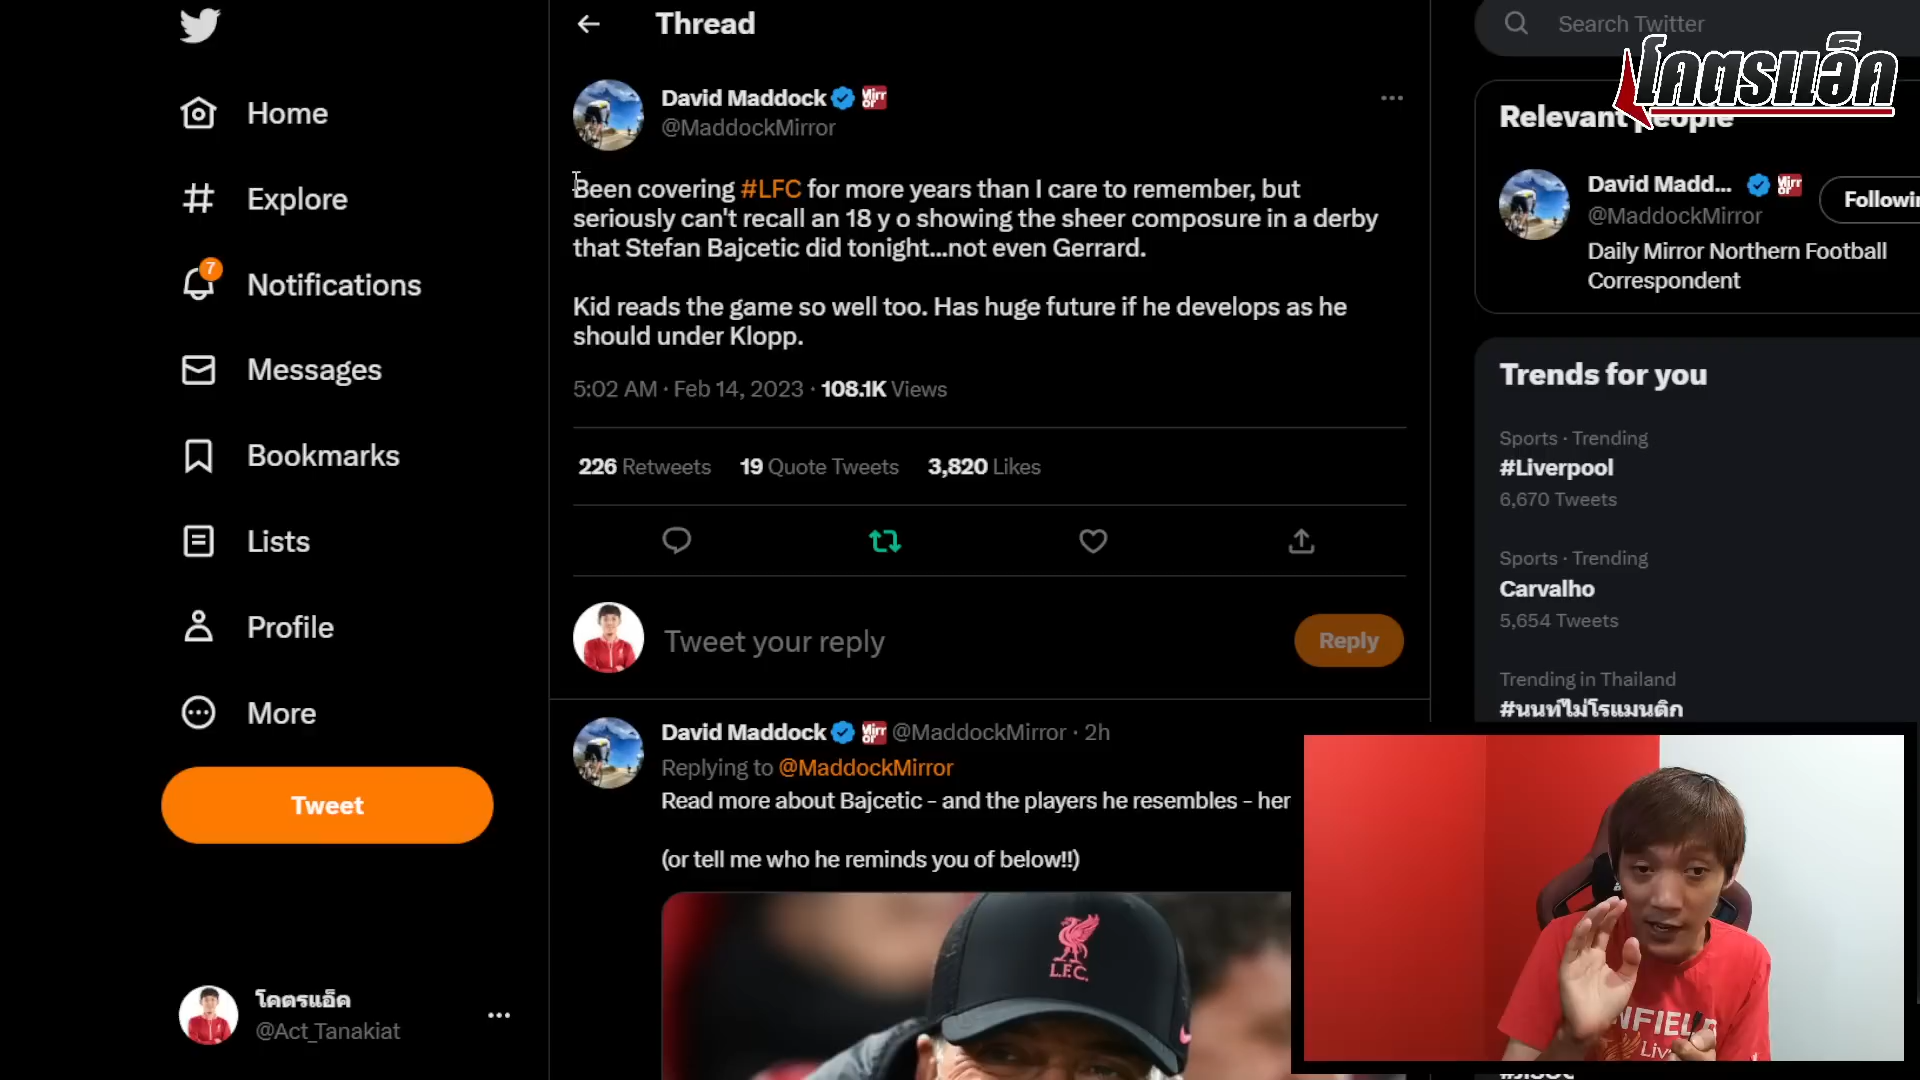 Home
Explore
7
Notifications
Messages
Bookmarks
Lists
Profile
More
Tweet
โคตรแอ็ค
@Act_Tanakiat
Thread
David Maddock
@MaddockMirror
Been covering #LFC for more years than I care to remember, but
seriously can't recall an 18 y o showing the sheer composure in a derby
that Stefan Bajcetic did tonight...not even Gerrard.
Kid reads the game so well too. Has huge future if he develops as he
should under Klopp.
5:02 AM · Feb 14, 2023 · 108.1K Views
226 Retweets 19 Quote Tweets 3,820 Likes
Tweet your reply
Reply
David Maddock @MaddockMirror · 2h
Replying to @MaddockMirror
Read more about Bajcetic - and the players he resembles - her
(or tell me who he reminds you of below!!)
L.F.C.
Search Twitter
โคตรแอ็ค
Relevant people
David Madd...
@MaddockMirror
Followin
Daily Mirror Northern Football
Correspondent
Trends for you
Sports · Trending
#Liverpool
6,670 Tweets
Sports · Trending
Carvalho
5,654 Tweets
Trending in Thailand
#นนท์ไม่โรแมนติก
NFIEL
Liv